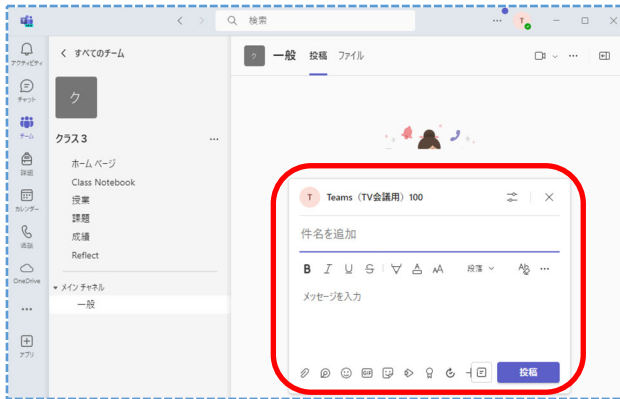 検索
アクティビティ
チャット
チーム
課題
カレンダー
通話
OneDrive
アプリ
すべてのチーム
ク
クラス 3
ホーム ページ
Class Notebook
授業
課題
成績
Reflect
メイン チャネル
一般
ク 一般 投稿 ファイル
T Teams（TV会議用）100
件名を追加
B I U S A AA 段落
メッセージを入力
GIF
投稿